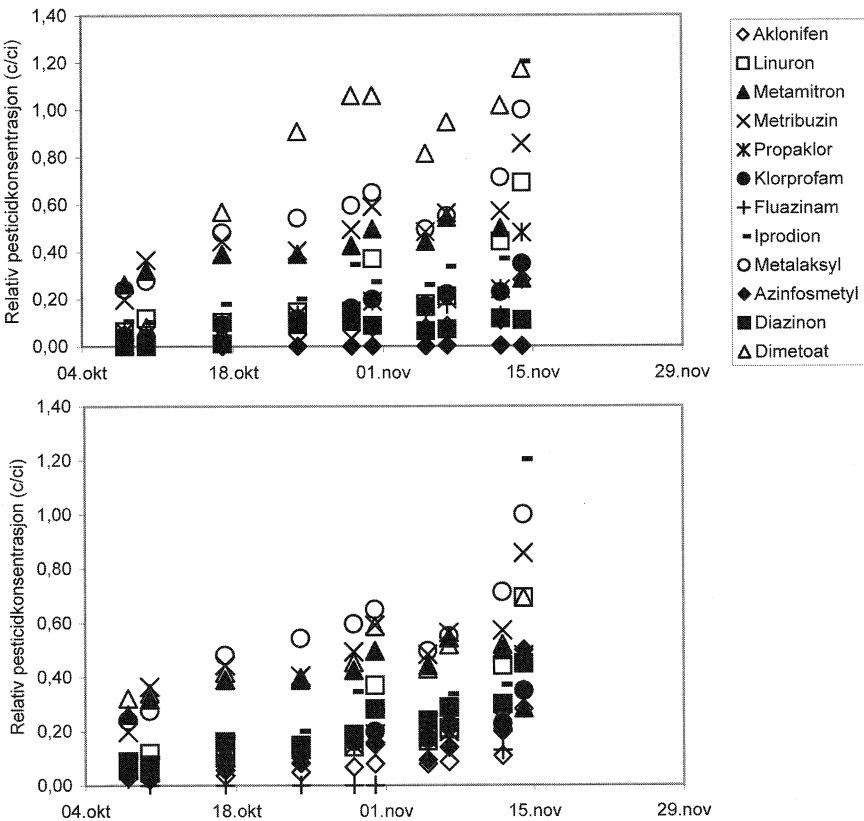 Relativ pesticidkonsentrasjon (c/ci)
1,40
1,20
1,00
0,80
0,60
0,40
0,20
0,00
04.okt
18.okt
01.nov
15.nov
29.nov
Aklonifen
Linuron
Metamitron
Metribuzin
Propaklor
Klorprofam
Fluazinam
Iprodion
Metalaksyl
Azinfosmetyl
Diazinon
Dimetoat
Relativ pesticidkonsentrasjon (c/ci)
1,40
1,20
1,00
0,80
0,60
0,40
0,20
0,00
04.okt
18.okt
01.nov
15.nov
29.nov